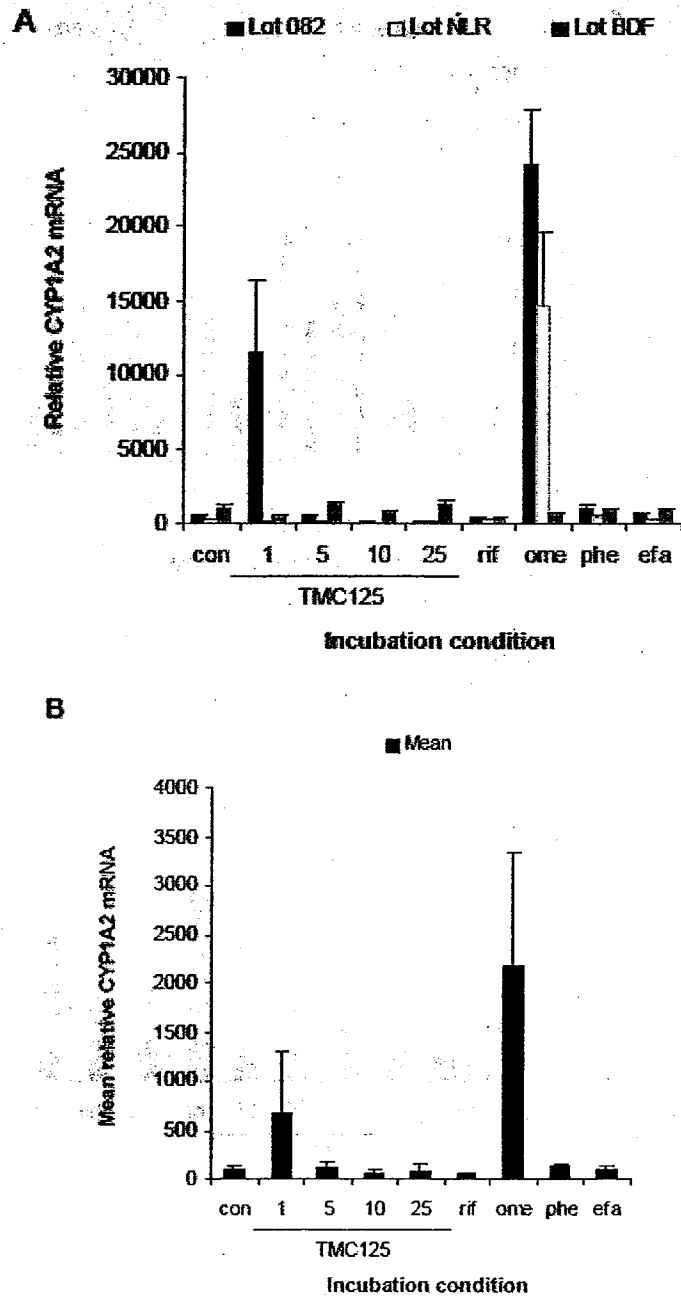 A
Lot 082 Lot NLR Lot BDF
30000
25000
20000
15000
10000
5000
0
Relative CYP1A2 mRNA
con 1 5 10 25 rif ome phe efa
TMC125
Incubation condition
B
Mean
4000
3500
3000
2500
2000
1500
1000
500
0
Mean relative CYP1A2 mRNA
con 1 5 10 25 rif ome phe efa
TMC125
Incubation condition